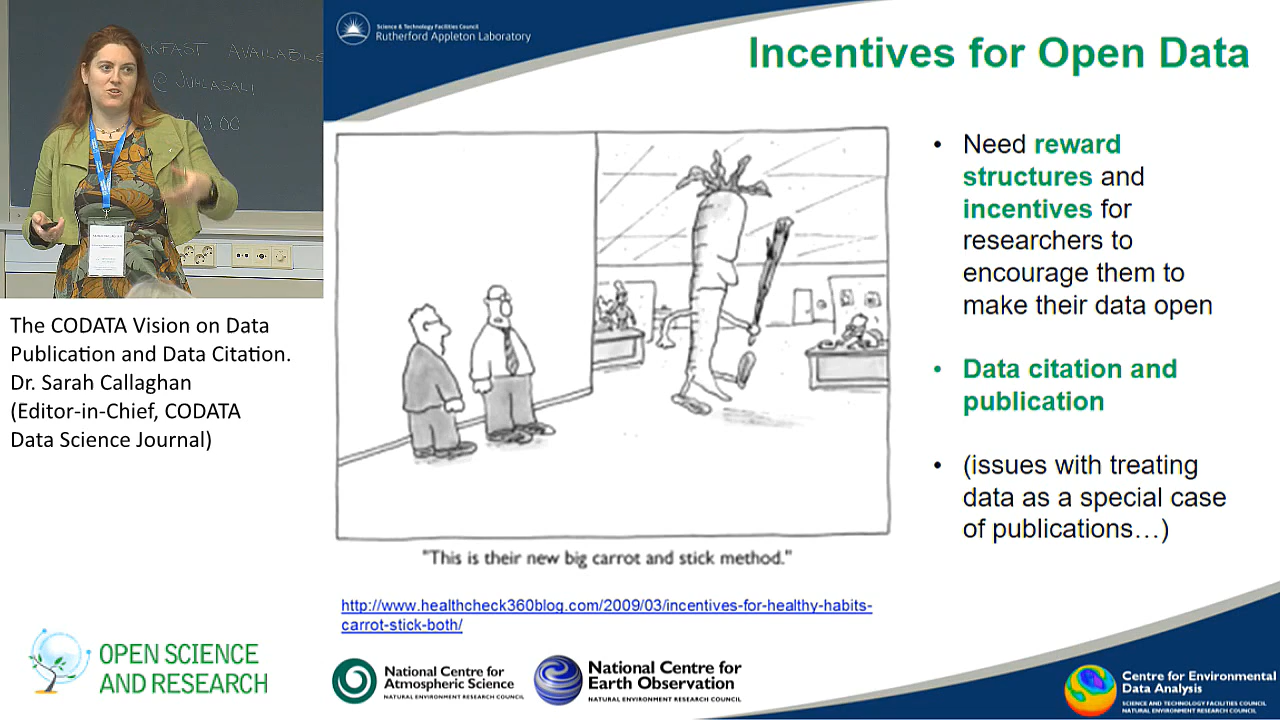 AVAILABLE
Science & Technology Facilities Council
Rutherford Appleton Laboratory
Incentives for Open Data
• Need reward
structures and
incentives for
researchers to
encourage them to
make their data open
• Data citation and
publication
• (issues with treating
data as a special case
of publications…)
"This is their new big carrot and stick method."
http://www.healthcheck360blog.com/2009/03/incentives-for-healthy-habits-
carrot-stick-both/
The CODATA Vision on Data
Publication and Data Citation.
Dr. Sarah Callaghan
(Editor-in-Chief, CODATA
Data Science Journal)
OPEN SCIENCE
AND RESEARCH
National Centre for
Atmospheric Science
NATURAL ENVIRONMENT RESEARCH COUNCIL
National Centre for
Earth Observation
NATURAL ENVIRONMENT RESEARCH COUNCIL
Centre for Environmental
Data Analysis
SCIENCE AND TECHNOLOGY FACILITIES COUNCIL
NATURAL ENVIRONMENT RESEARCH COUNCIL